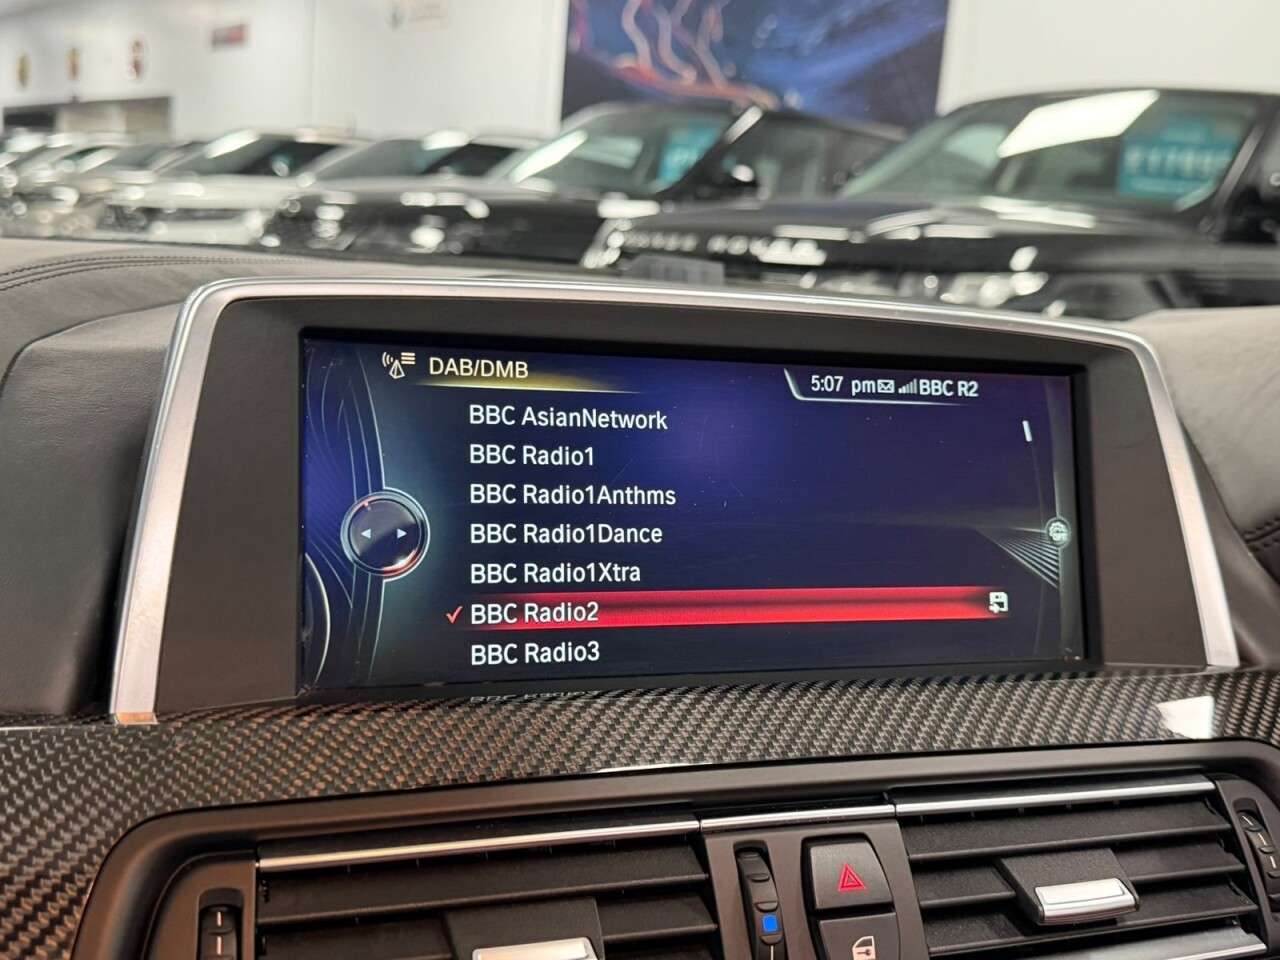 DAB/DMB
5:07 pm BBC R2
BBC AsianNetwork
BBC Radio1
BBC Radio1Anthms
BBC Radio1Dance
BBC Radio1Xtra
BBC Radio2
BBC Radio3